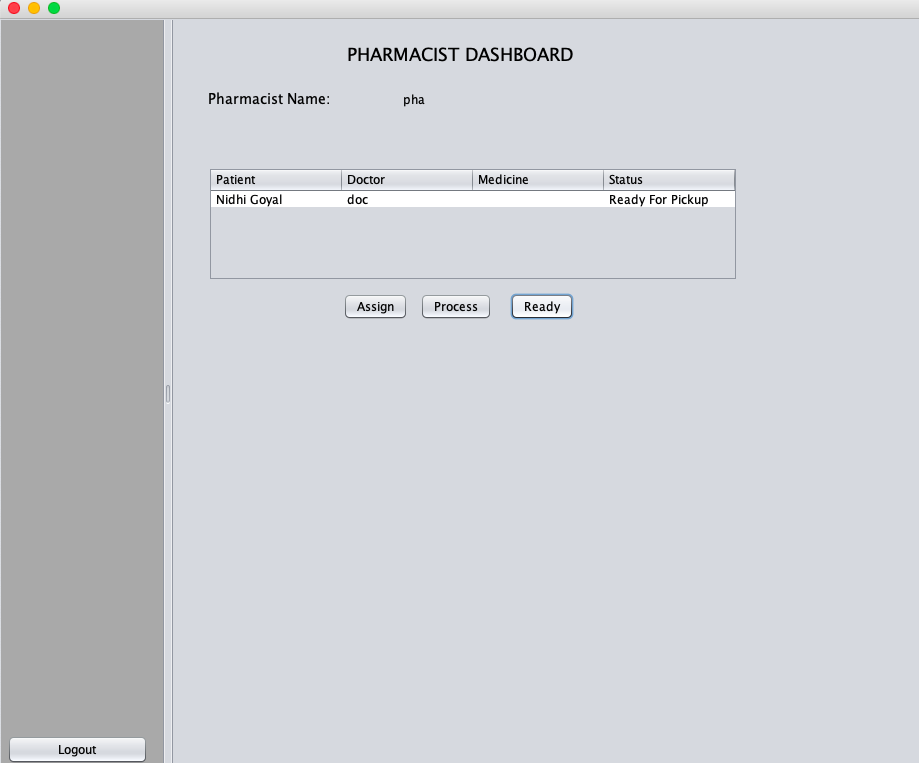 PHARMACIST DASHBOARD
Pharmacist Name: pha
Patient Doctor Medicine Status
Nidhi Goyal doc Ready For Pickup
Assign Process Ready
Logout